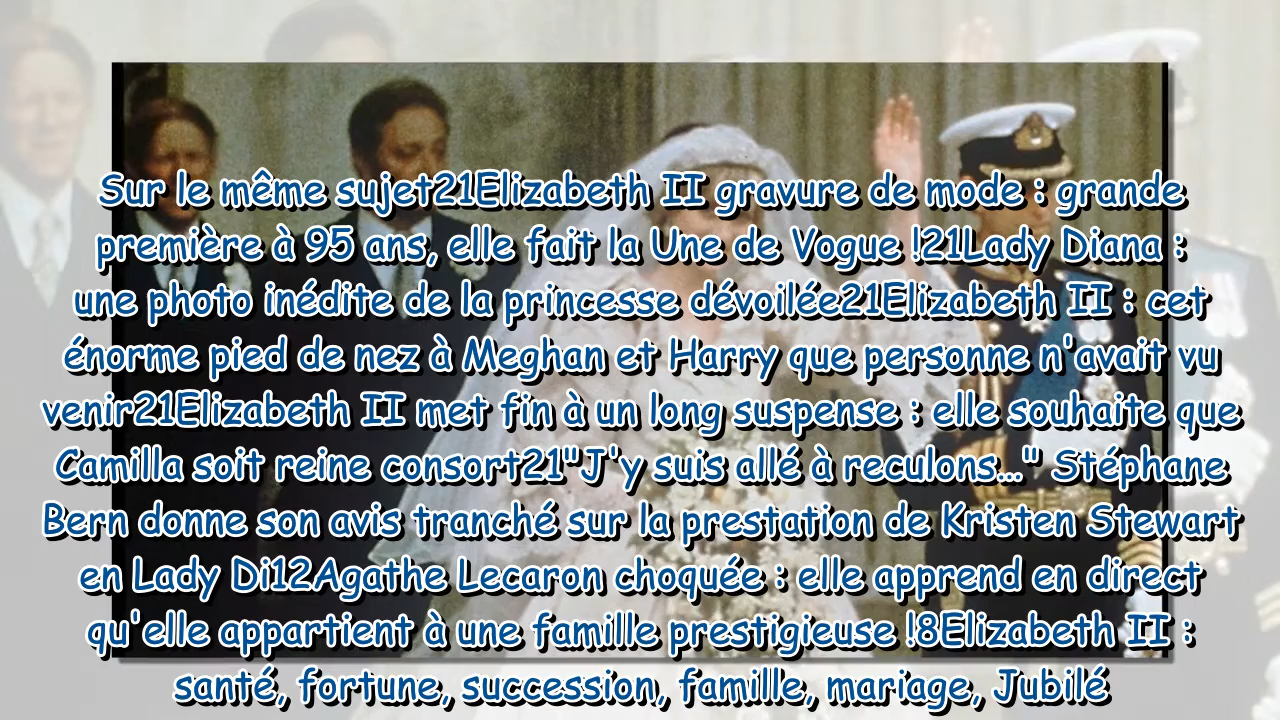 Sur le même sujet21Elizabeth II gravure de mode : grande
première à 95 ans, elle fait la Une de Vogue !21Lady Diana :
une photo inédite de la princesse dévoilée21Elizabeth II : cet
énorme pied de nez à Meghan et Harry que personne n'avait vu
venir21Elizabeth II met fin à un long suspense : elle souhaite que
Camilla soit reine consort21"J'y suis allé à reculons..." Stéphane
Bern donne son avis tranché sur la prestation de Kristen Stewart
en Lady Di12Agathe Lecaron choquée : elle apprend en direct
qu'elle appartient à une famille prestigieuse !8Elizabeth II :
santé, fortune, succession, famille, mariage, Jubilé